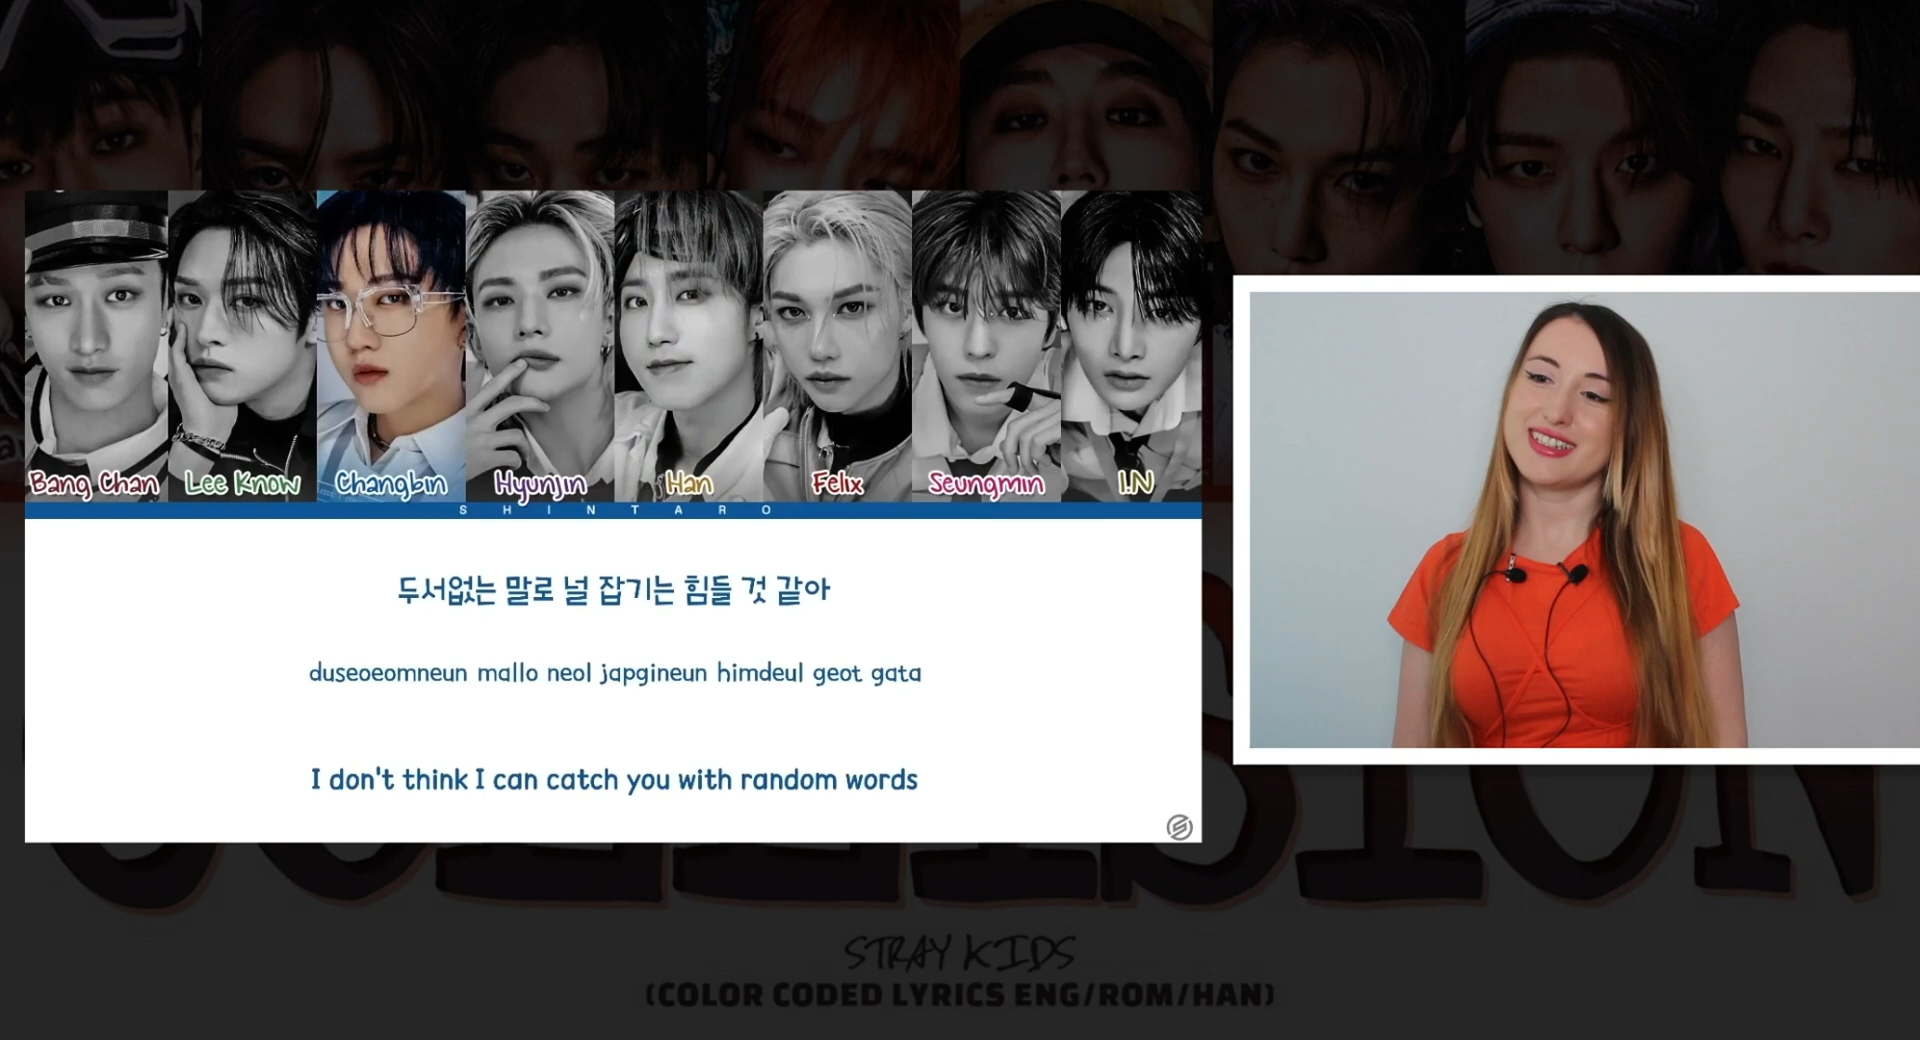 Bang Chan Lee Know Changbin Hyunjin Han Felix Seungmin I.N
SHINTARO
두서없는 말로 널 잡기는 힘들 것 같아
duseoeomneun mallo neol japgineun himdeul geot gata
I don't think I can catch you with random words
STRAY KIDS
(COLOR CODED LYRICS ENG/ROM/HAN)